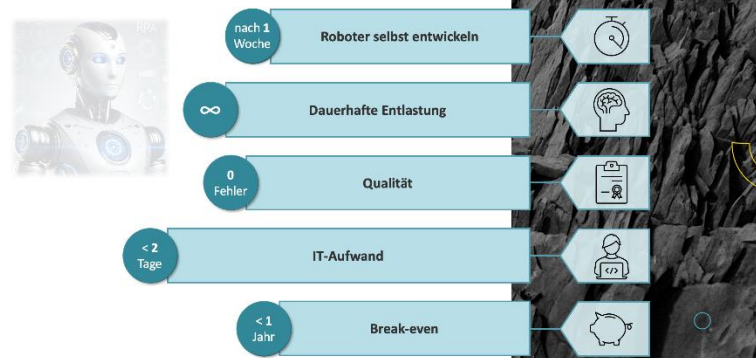 RPA
nach 1
Woche
Roboter selbst entwickeln
∞
Dauerhafte Entlastung
0
Fehler
Qualität
< 2
Tage
IT-Aufwand
</>
< 1
Jahr
Break-even